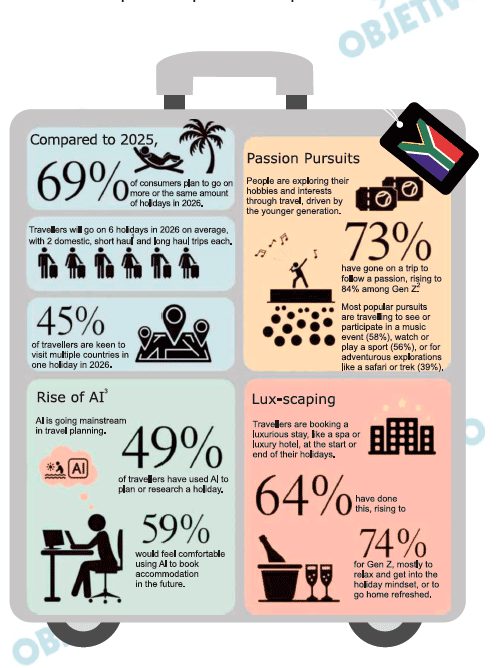 OBJETIV
Compared to 2025,
69%
of consumers plan to go on
more or the same amount
of holidays in 2026.
Travellers will go on 6 holidays in 2026 on average,
with 2 domestic, short haul and long haul trips each.
45%
of travellers are keen to
visit multiple countries in
one holiday in 2026.
Passion Pursuits
People are exploring their
hobbies and interests
through travel, driven by
the younger generation.
73%
have gone on a trip to
follow a passion, rising to
84% among Gen Z.²
Most popular pursuits
are travelling to see or
participate in a music
event (58%), watch or
play a sport (56%), or for
adventurous explorations
like a safari or trek (39%).
Rise of AI³
AI is going mainstream
in travel planning.
AI
49%
of travellers have used AI to
plan or research a holiday.
59%
would feel comfortable
using AI to book
accommodation
in the future.
Lux-scaping
Travellers are booking a
luxurious stay, like a spa or
luxury hotel, at the start or
end of their holidays.
64%
have done
this, rising to
74%
for Gen Z, mostly to
relax and get into the
holiday mindset, or to
go home refreshed.
OB
O